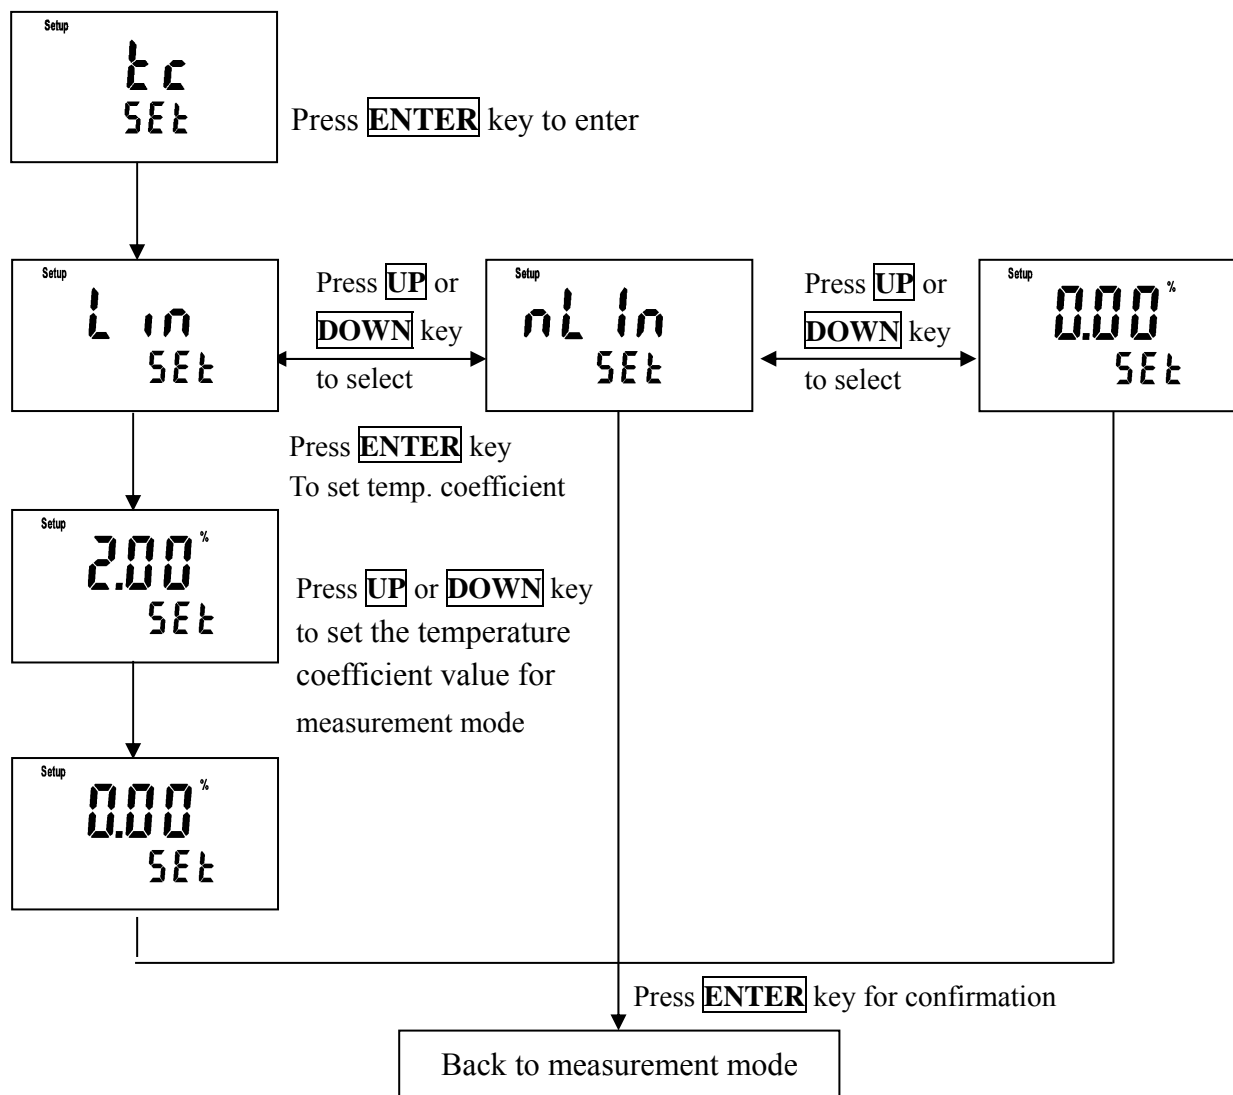 Setup
tc
SEt
Press ENTER key to enter
Setup
Lin
SEt
Press UP or
DOWN key
to select
Setup
nLIn
SEt
Press UP or
DOWN key
to select
Setup
0.00 %
SEt
Press ENTER key
To set temp. coefficient
Setup
2.00 %
SEt
Press UP or DOWN key
to set the temperature
coefficient value for
measurement mode
Setup
0.00 %
SEt
Press ENTER key for confirmation
Back to measurement mode